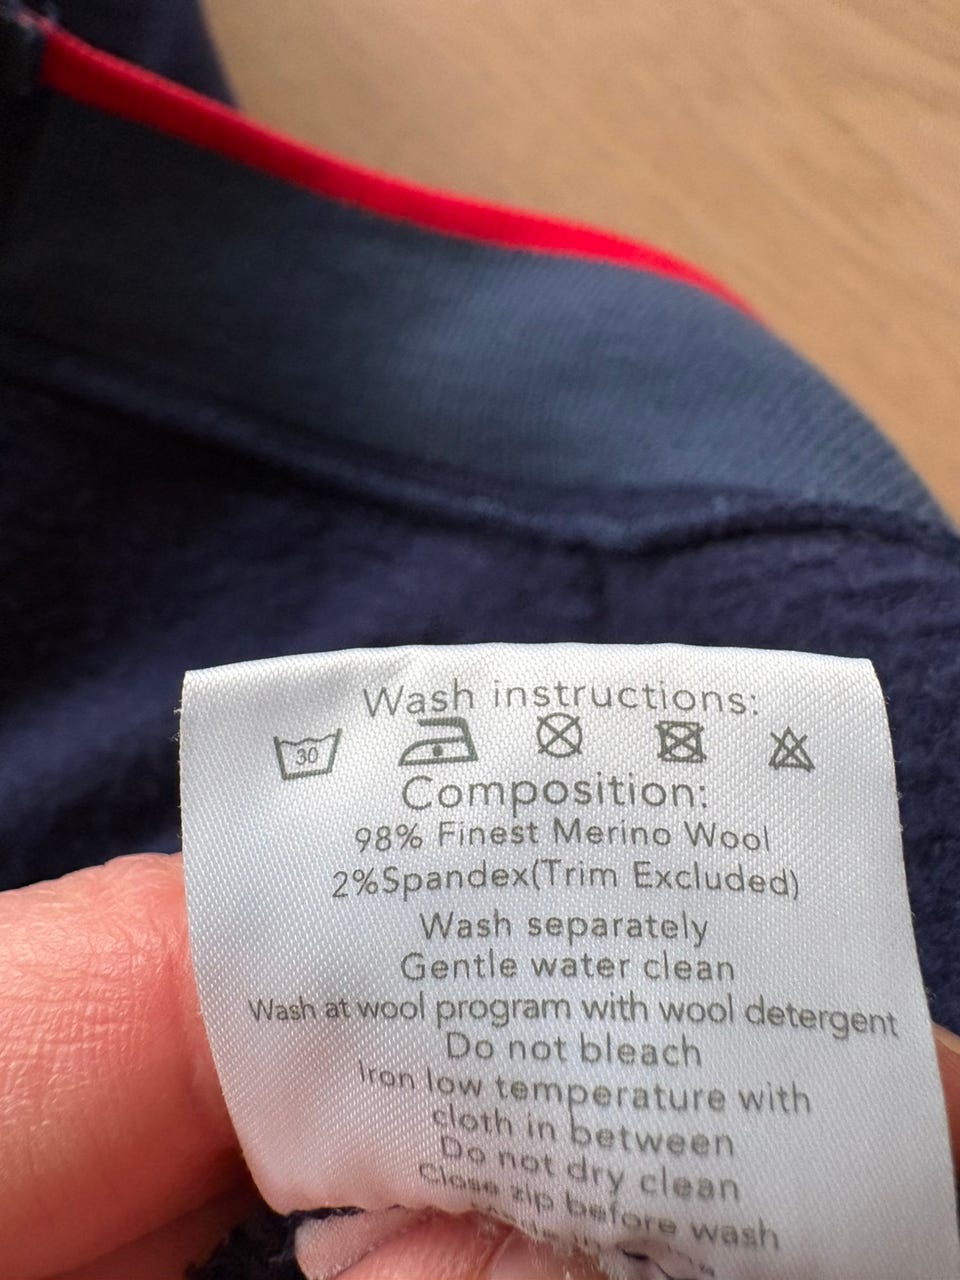 Wash instructions:
30
Composition:
98% Finest Merino Wool
2%Spandex(Trim Excluded)
Wash separately
Gentle water clean
Wash at wool program with wool detergent
Do not bleach
Iron low temperature with
cloth in between
Do not dry clean
Close zip before wash